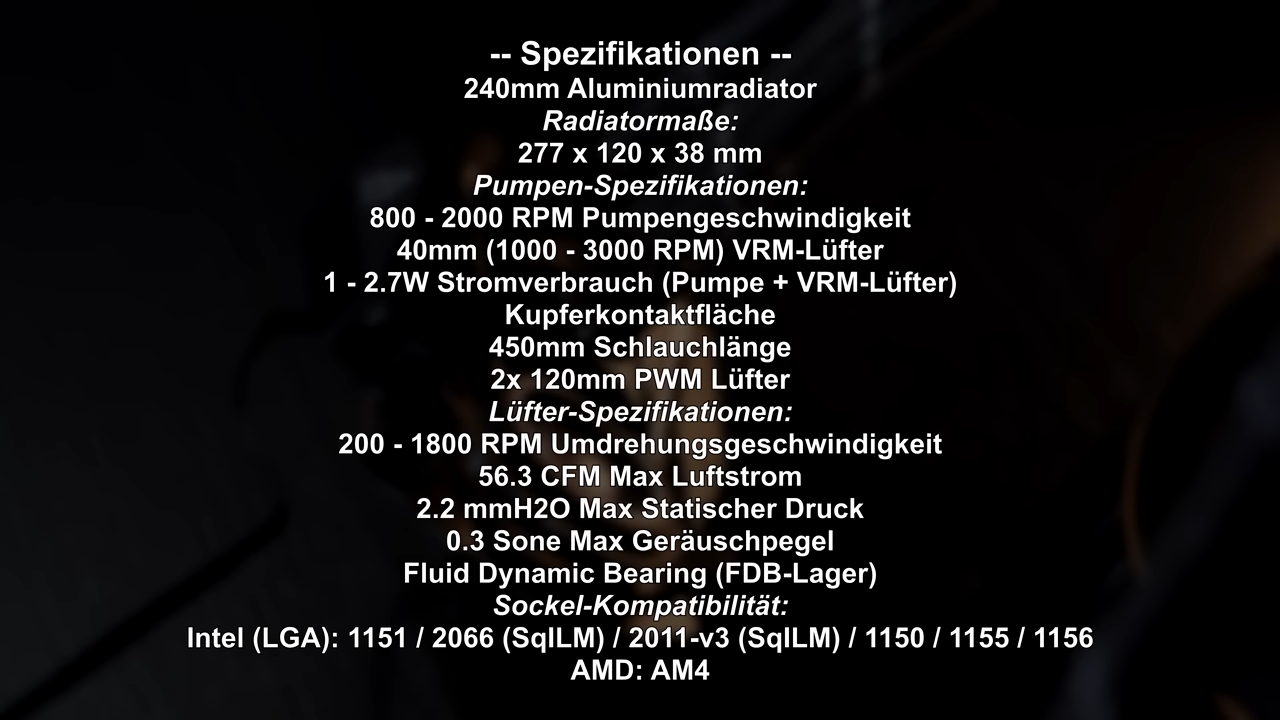 -- Spezifikationen --
240mm Aluminiumradiator
Radiatormaße:
277 x 120 x 38 mm
Pumpen-Spezifikationen:
800 - 2000 RPM Pumpengeschwindigkeit
40mm (1000 - 3000 RPM) VRM-Lüfter
1 - 2.7W Stromverbrauch (Pumpe + VRM-Lüfter)
Kupferkontaktfläche
450mm Schlauchlänge
2x 120mm PWM Lüfter
Lüfter-Spezifikationen:
200 - 1800 RPM Umdrehungsgeschwindigkeit
56.3 CFM Max Luftstrom
2.2 mmH2O Max Statischer Druck
0.3 Sone Max Geräuschpegel
Fluid Dynamic Bearing (FDB-Lager)
Sockel-Kompatibilität:
Intel (LGA): 1151 / 2066 (SqILM) / 2011-v3 (SqILM) / 1150 / 1155 / 1156
AMD: AM4